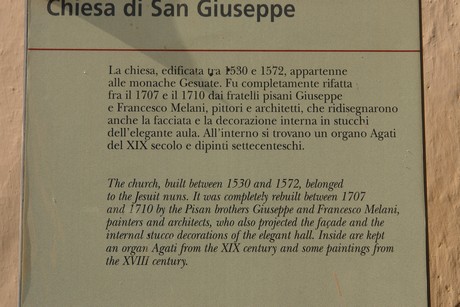 Chiesa di San Giuseppe
La chiesa, edificata tra 1530 e 1572, appartenne
alle monache Gesuate. Fu completamente rifatta
fra il 1707 e il 1710 dai fratelli pisani Giuseppe
e Francesco Melani, pittori e architetti, che ridisegnarono
anche la facciata e la decorazione interna in stucchi
dell'elegante aula. All'interno si trovano un organo Agati
del XIX secolo e dipinti settecenteschi.
The church, built between 1530 and 1572, belonged
to the Jesuit nuns. It was completely rebuilt between 1707
and 1710 by the Pisan brothers Giuseppe and Francesco Melani,
painters and architects, who also projected the façade and the
internal stucco decorations of the elegant hall. Inside are kept
an organ Agati from the XIX century and some paintings from
the XVIII century.